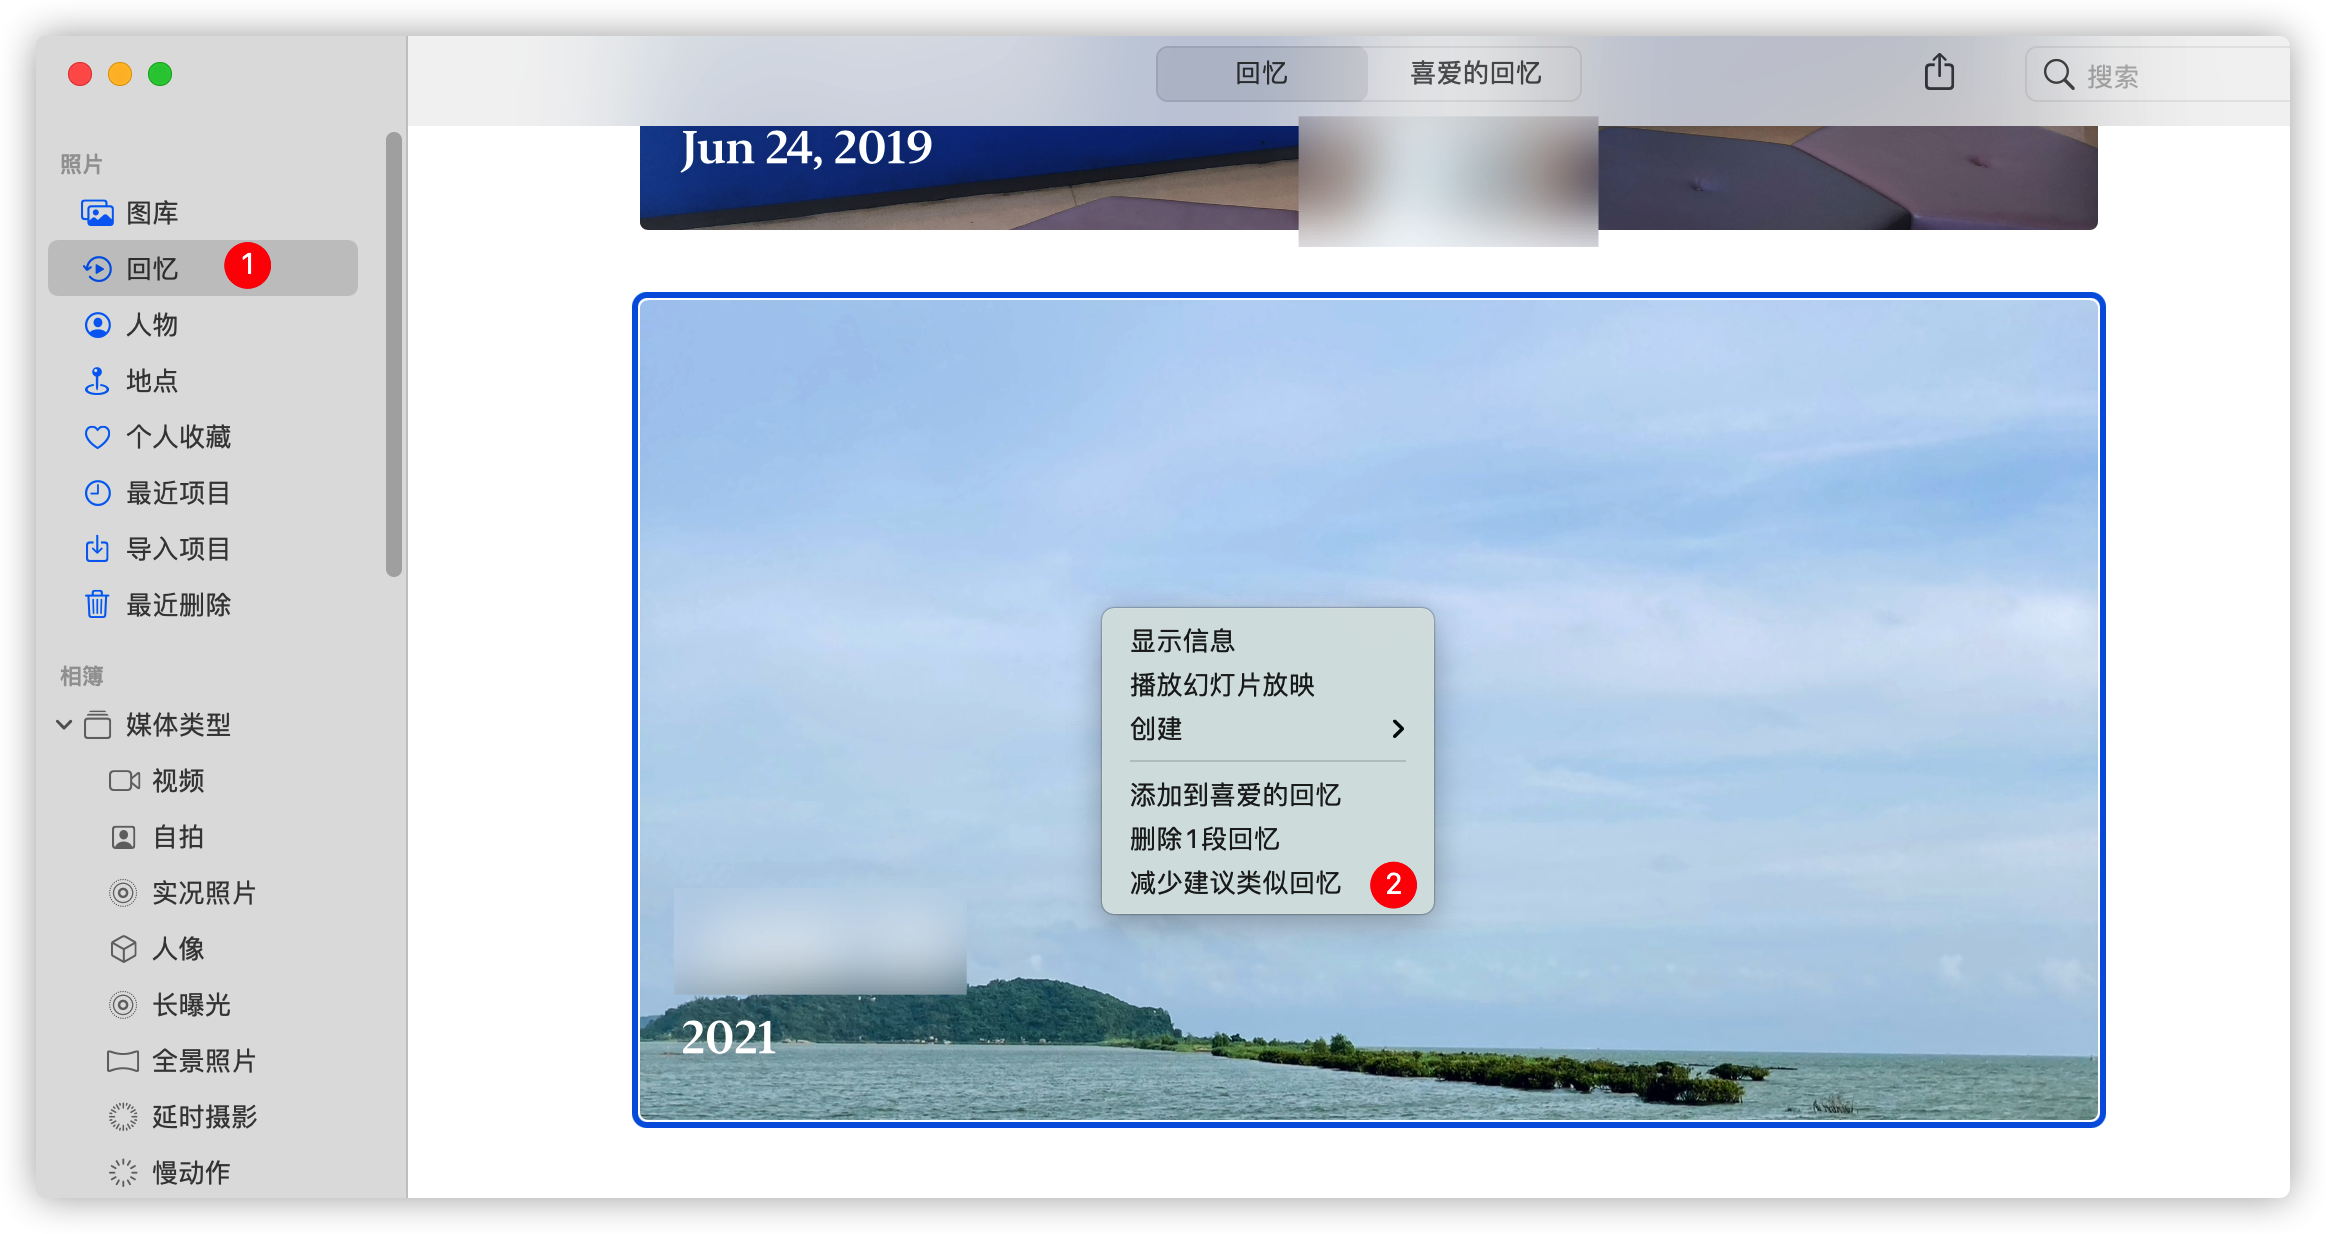 回忆
喜爱的回忆
搜索
照片
图库
回忆
1
人物
地点
个人收藏
最近项目
导入项目
最近删除
相簿
媒体类型
视频
自拍
实况照片
人像
长曝光
全景照片
延时摄影
慢动作
Jun 24, 2019
显示信息
播放幻灯片放映
创建
添加到喜爱的回忆
删除1段回忆
减少建议类似回忆
2
2021